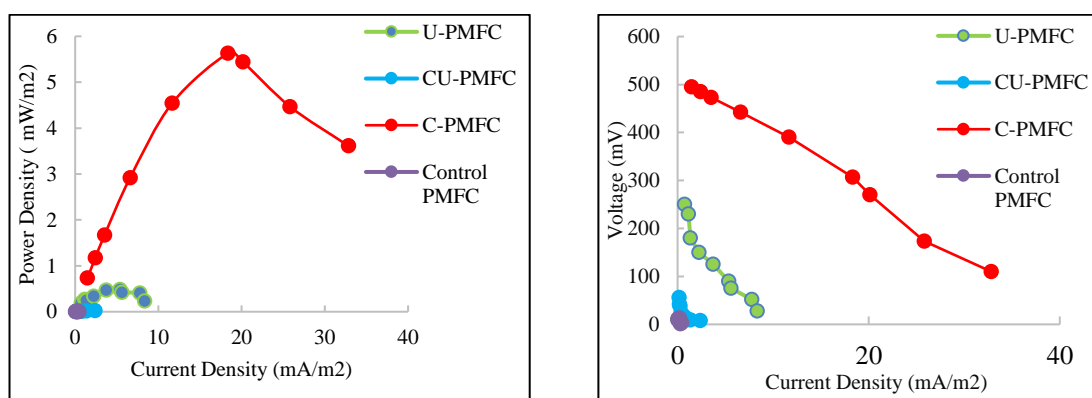 6
5
4
3
2
1
0
0
10
20
30
40
Power Density ( mW/m2)
Current Density (mA/m2)
U-PMFC
CU-PMFC
C-PMFC
Control
PMFC
600
500
400
300
200
100
0
0
20
40
Voltage (mV)
Current Density (mA/m2)
U-PMFC
CU-PMFC
C-PMFC
Control
PMFC